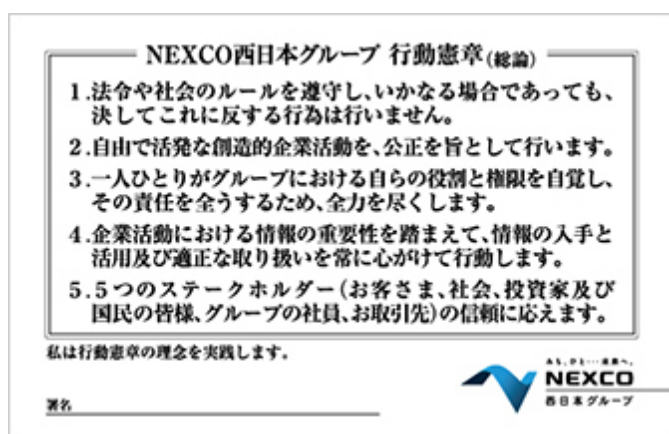 NEXCO西日本グループ 行動憲章(総論)
1.法令や社会のルールを遵守し、いかなる場合であっても、
決してこれに反する行為は行いません。
2.自由で活発な創造的企業活動を、公正を旨として行います。
3.一人ひとりがグループにおける自らの役割と権限を自覚し、
その責任を全うするため、全力を尽くします。
4.企業活動における情報の重要性を踏まえて、情報の入手と
活用及び適正な取り扱いを常に心がけて行動します。
5.5つのステークホルダー(お客さま、社会、投資家及び
国民の皆様、グループの社員、お取引先)の信頼に応えます。
私は行動憲章の理念を実践します。
みち、ひと…未来へ。
NEXCO
西日本グループ
署名